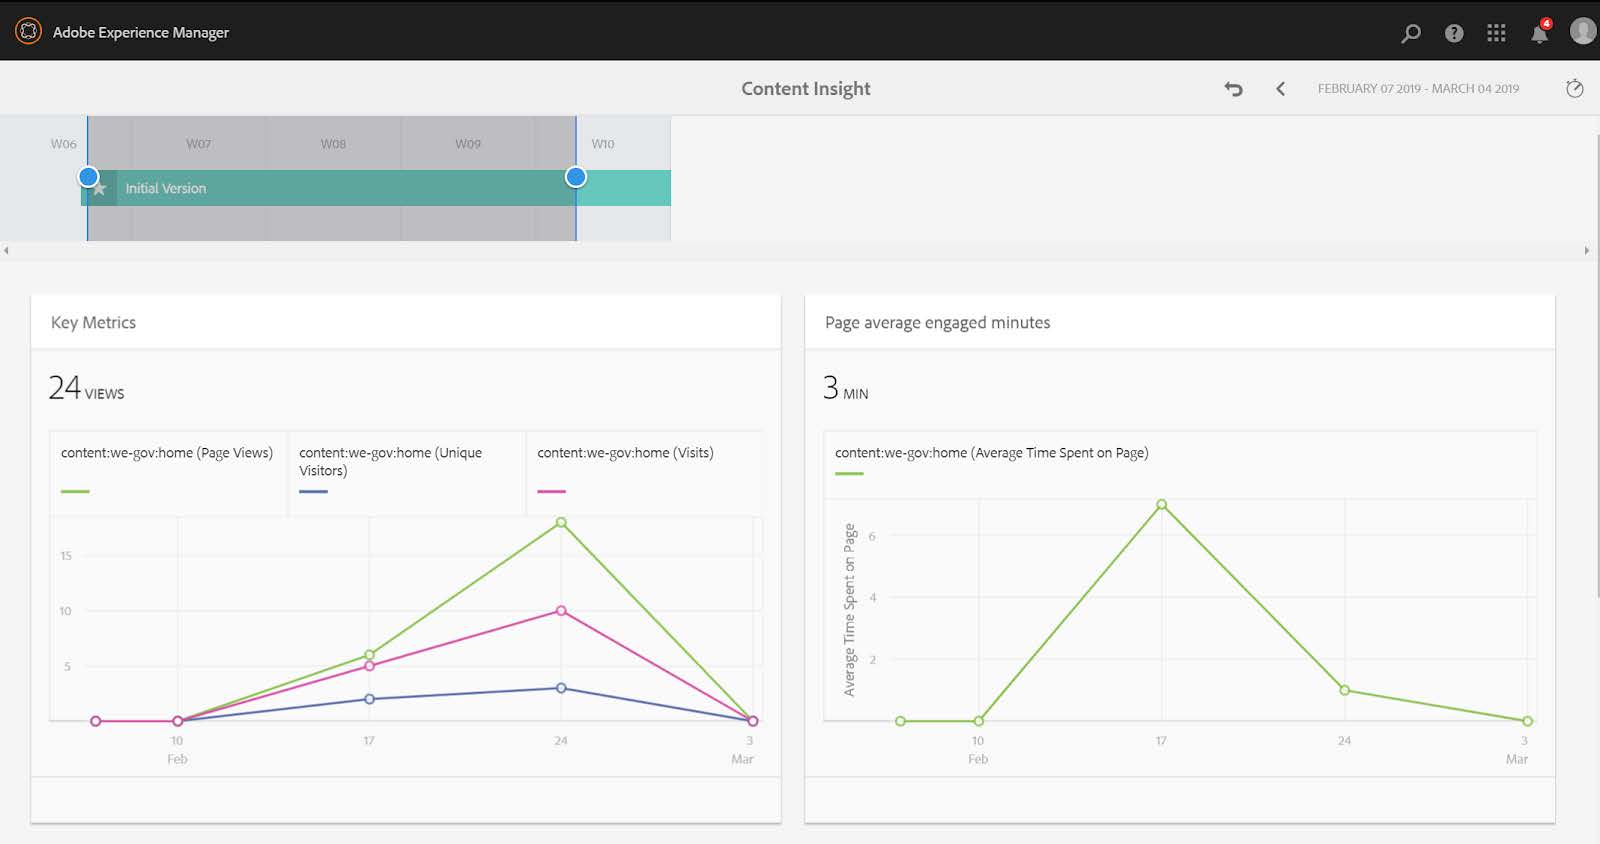 Adobe Experience Manager
4
Content Insight
FEBRUARY 07 2019 - MARCH 04 2019
W06
W07
W08
W09
W10
Initial Version
Key Metrics
24 VIEWS
content:we-gov:home (Page Views)
content:we-gov:home (Unique
Visitors)
content:we-gov:home (Visits)
15
10
5
10
Feb
17
24
3
Mar
Page average engaged minutes
3 MIN
content:we-gov:home (Average Time Spent on Page)
Average Time Spent on Page
6
4
2
10
Feb
17
24
3
Mar